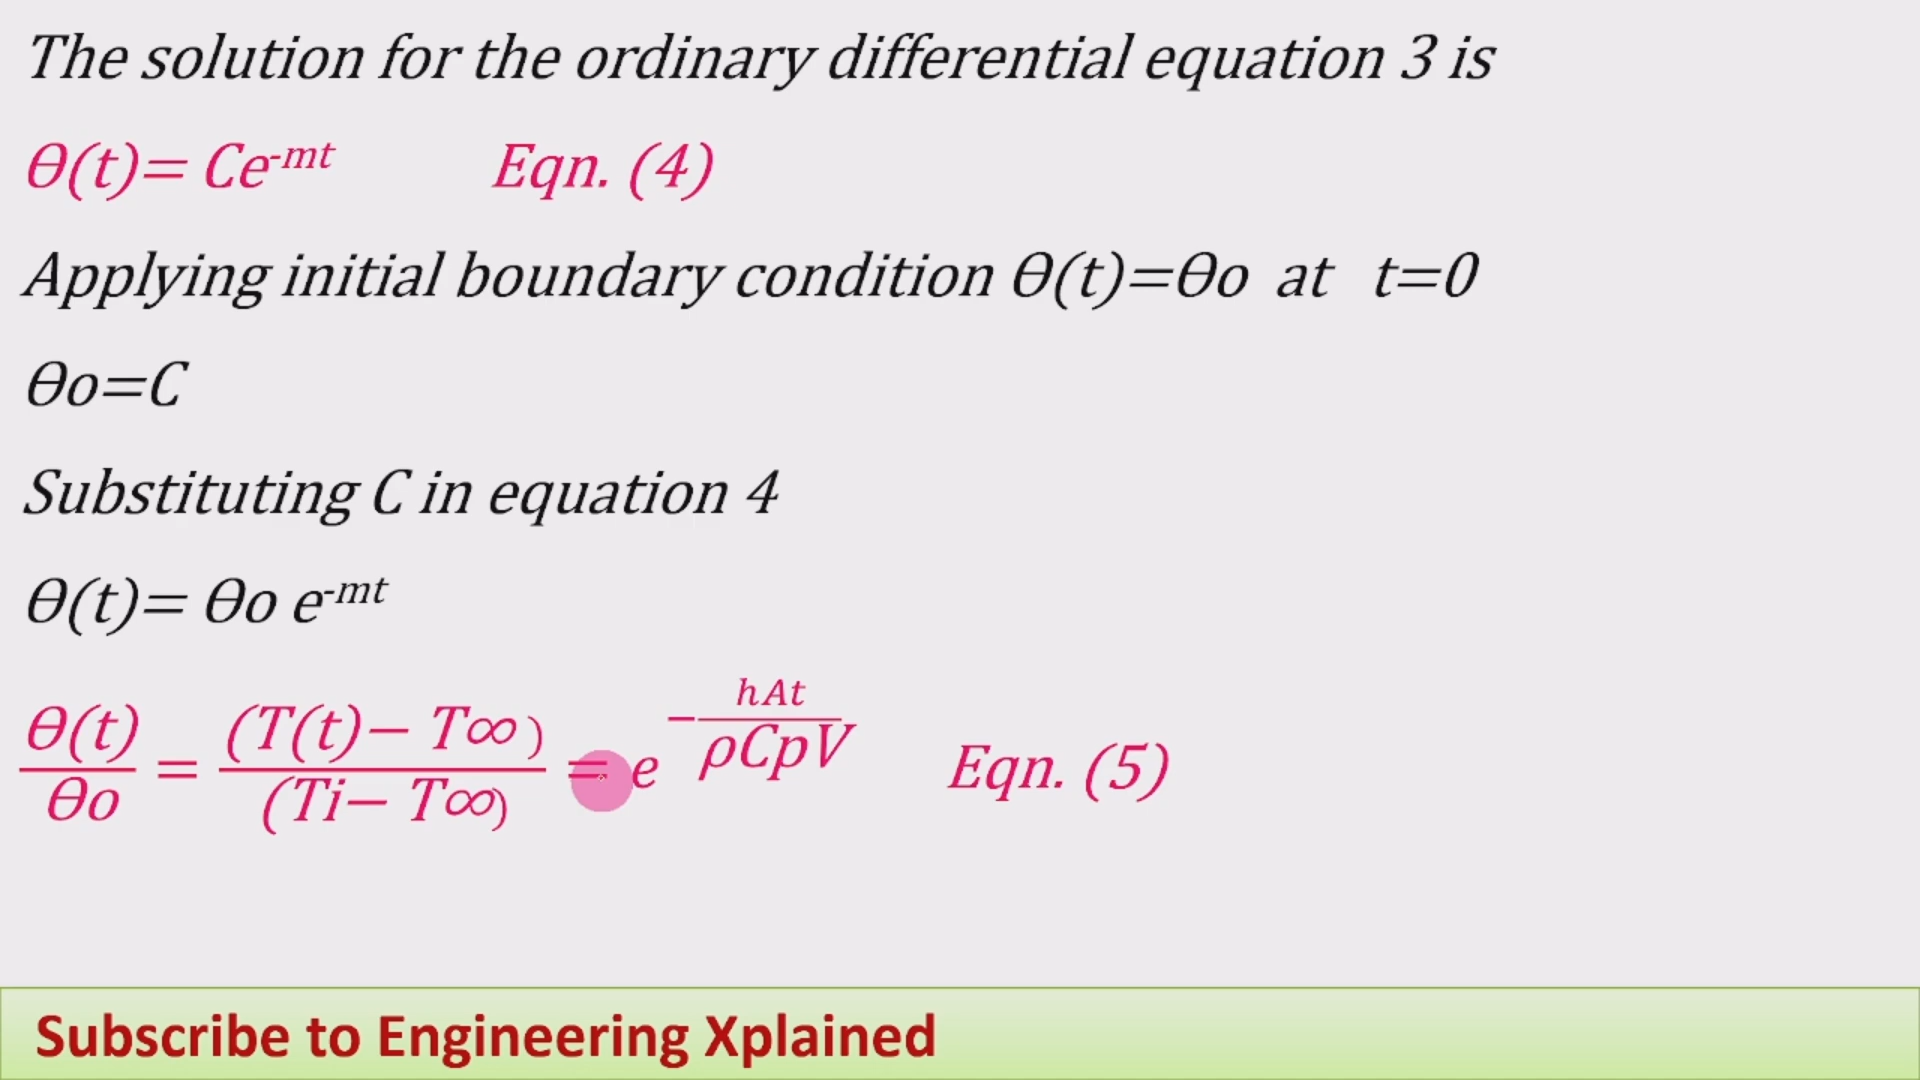 The solution for the ordinary differential equation 3 is
Θ(t)= Ce^-mt Eqn. (4)
Applying initial boundary condition Θ(t)=Θo at t=0
Θo=C
Substituting C in equation 4
Θ(t)= Θo e^-mt
Θ(t)/Θo = (T(t)− T∞)/(Ti− T∞) = e^−hAt/ρCpV Eqn. (5)
Subscribe to Engineering Xplained